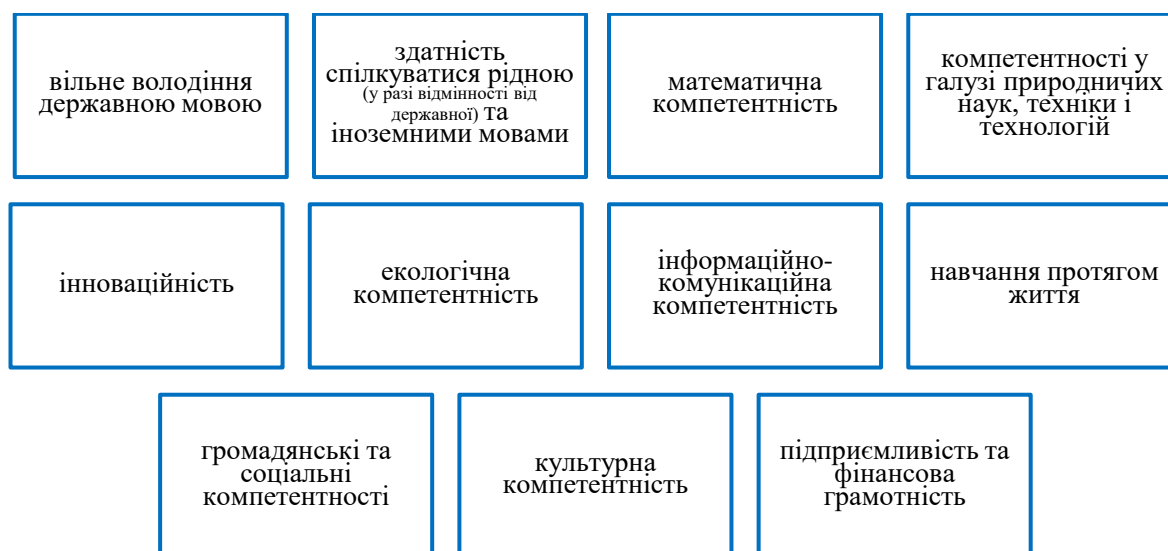 вільне володіння
державною мовою
здатність
спілкуватися рідною
(у разі відмінності від
державної) та
іноземними мовами
математична
компетентність
компетентності у
галузі природничих
наук, техніки і
технологій
інноваційність
екологічна
компетентність
інформаційно-
комунікаційна
компетентність
навчання протягом
життя
громадянські та
соціальні
компетентності
культурна
компетентність
підприємливість та
фінансова
грамотність